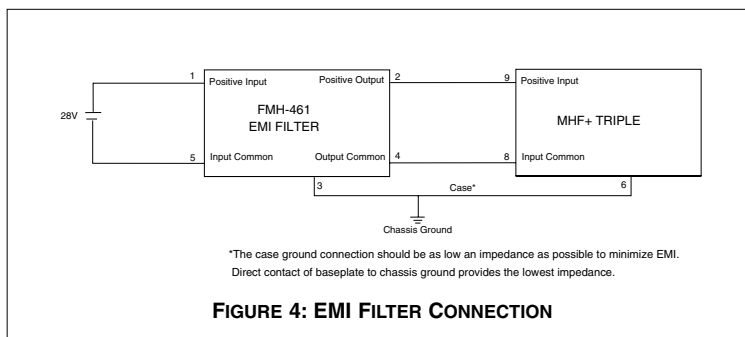 1 Positive Input Positive Output 2 9 Positive Input
28V FMH-461 EMI FILTER MHF+ TRIPLE
5 Input Common Output Common 4 8 Input Common
3 Case* 6
Chassis Ground
*The case ground connection should be as low an impedance as possible to minimize EMI.
Direct contact of baseplate to chassis ground provides the lowest impedance.
FIGURE 4: EMI FILTER CONNECTION